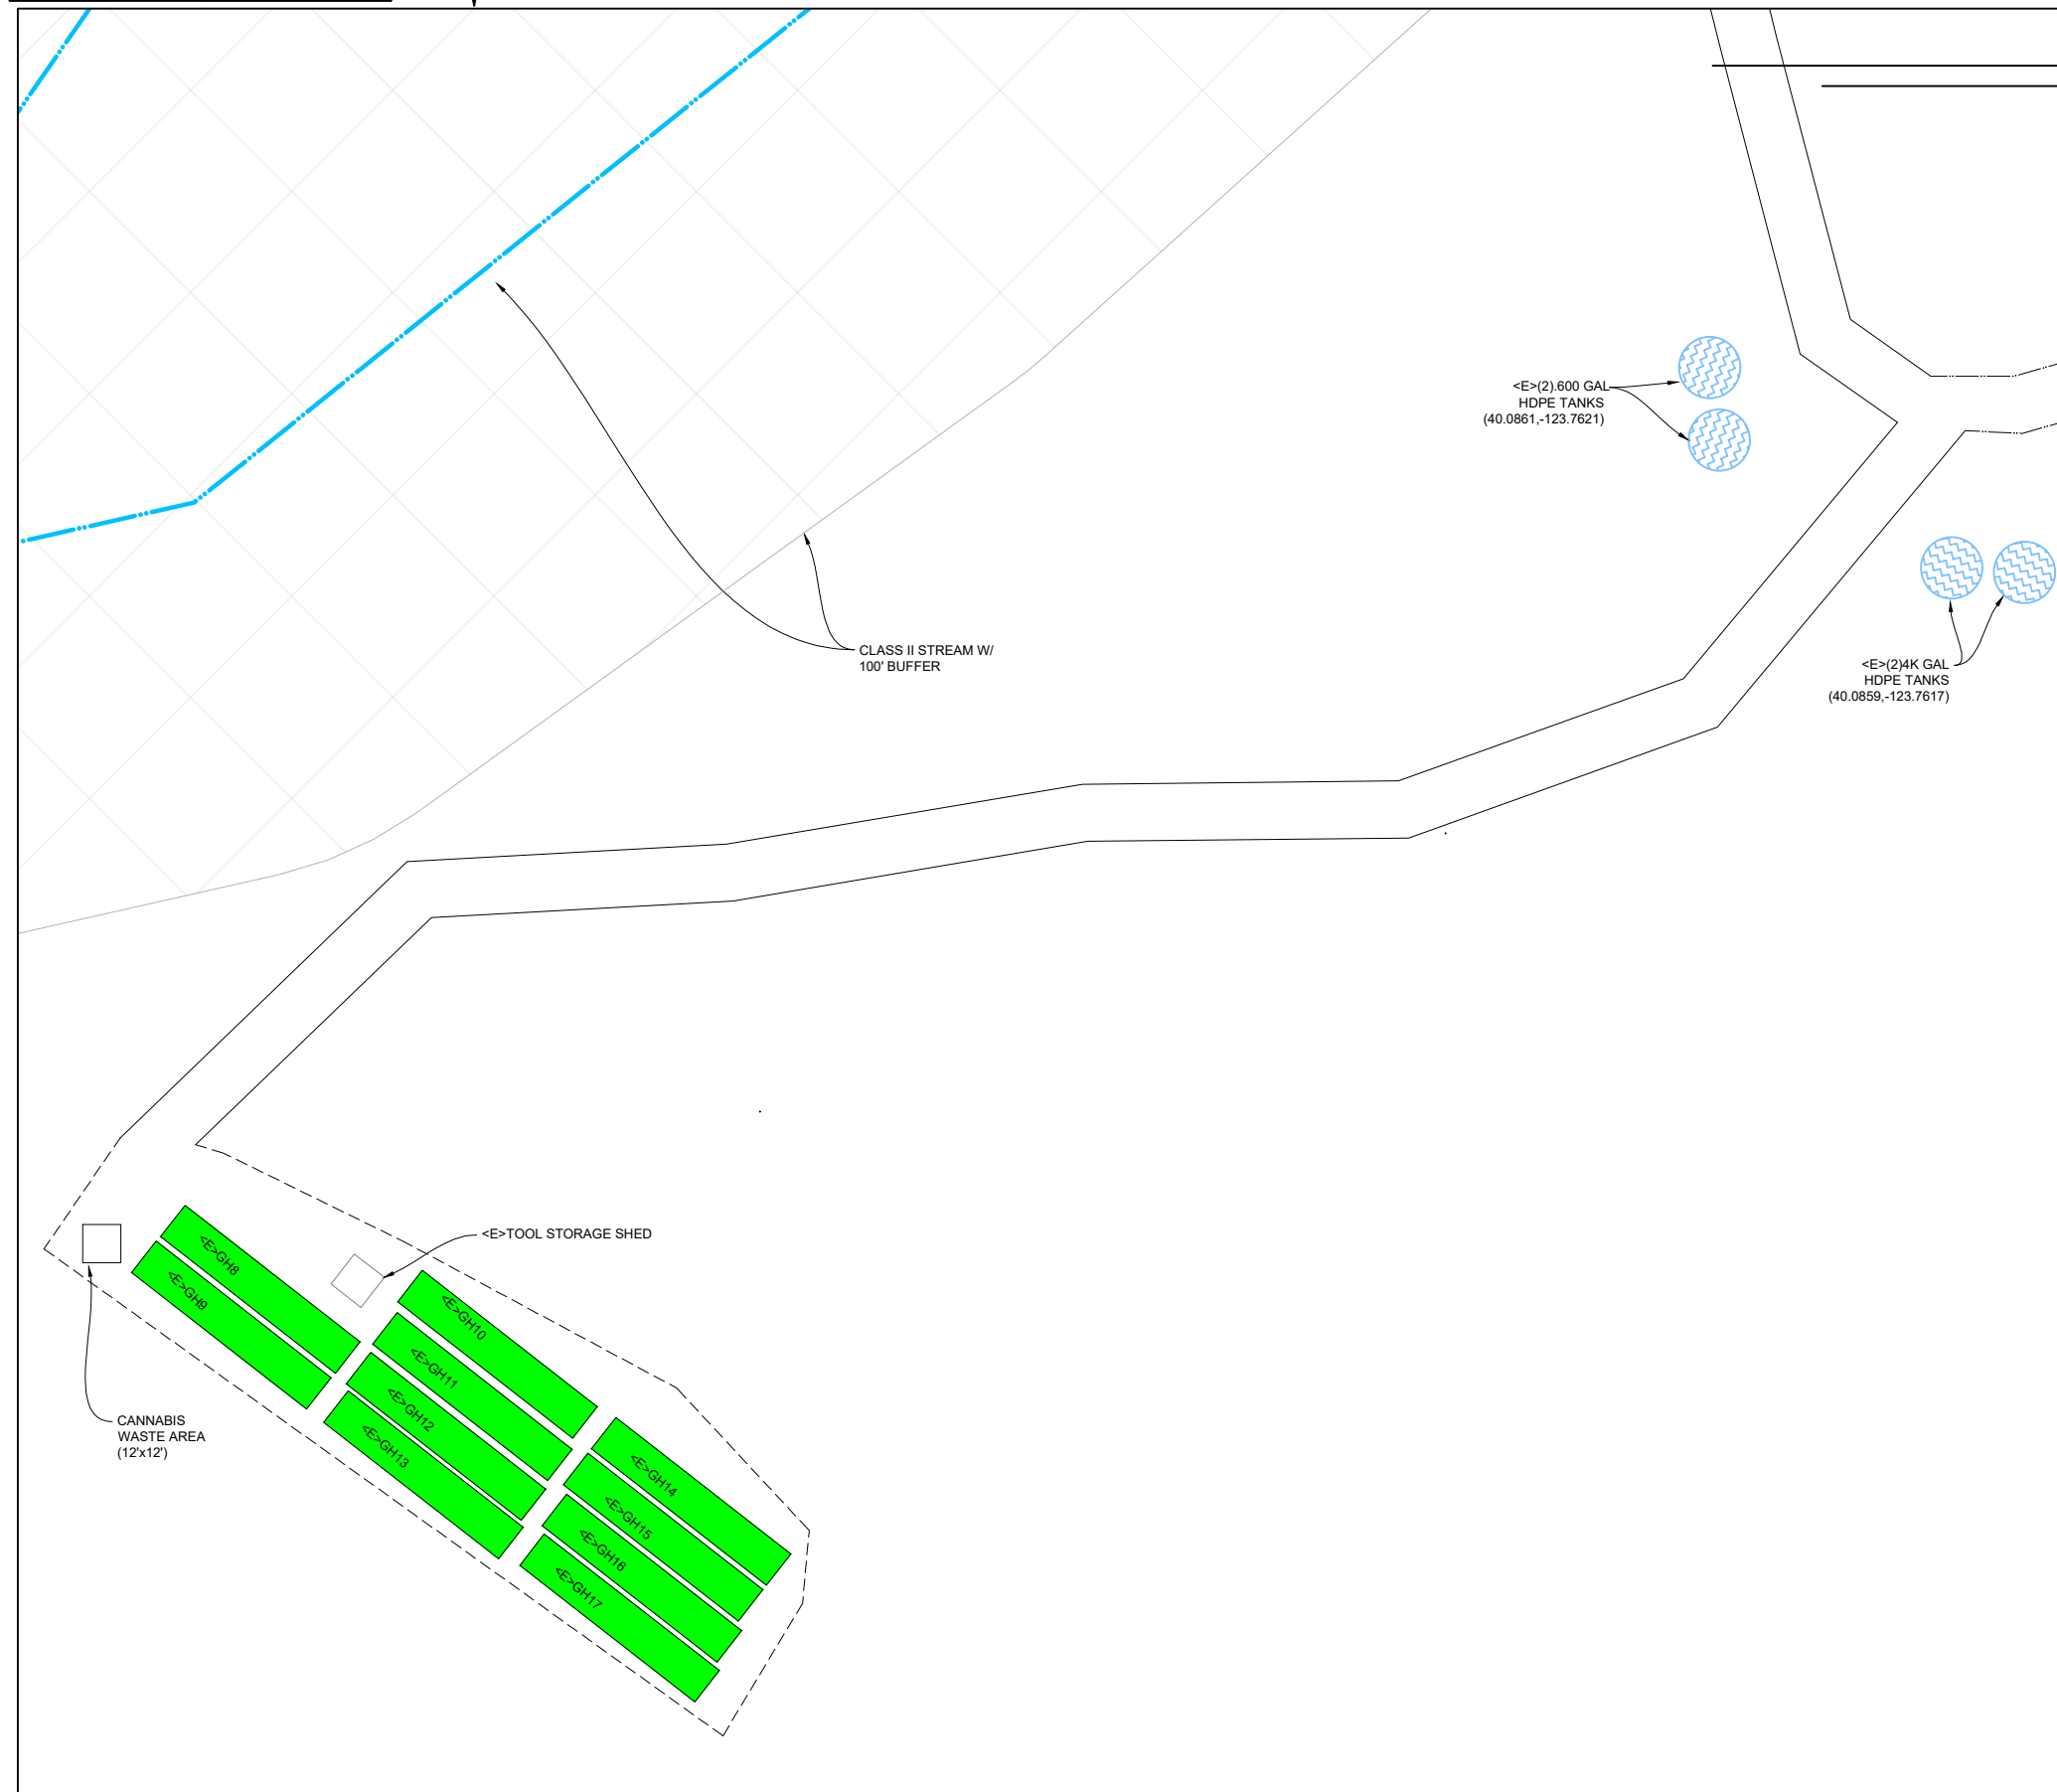 <E>(2).600 GAL
HDPE TANKS
(40.0861,-123.7621)
CLASS II STREAM W/
100' BUFFER
<E>(2)4K GAL
HDPE TANKS
(40.0859,-123.7617)
<E>TOOL STORAGE SHED
<E>GH8
<E>GH9
<E>GH10
<E>GH11
<E>GH12
<E>GH13
CANNABIS
WASTE AREA
(12'x12')
<E>GH14
<E>GH15
<E>GH16
<E>GH17